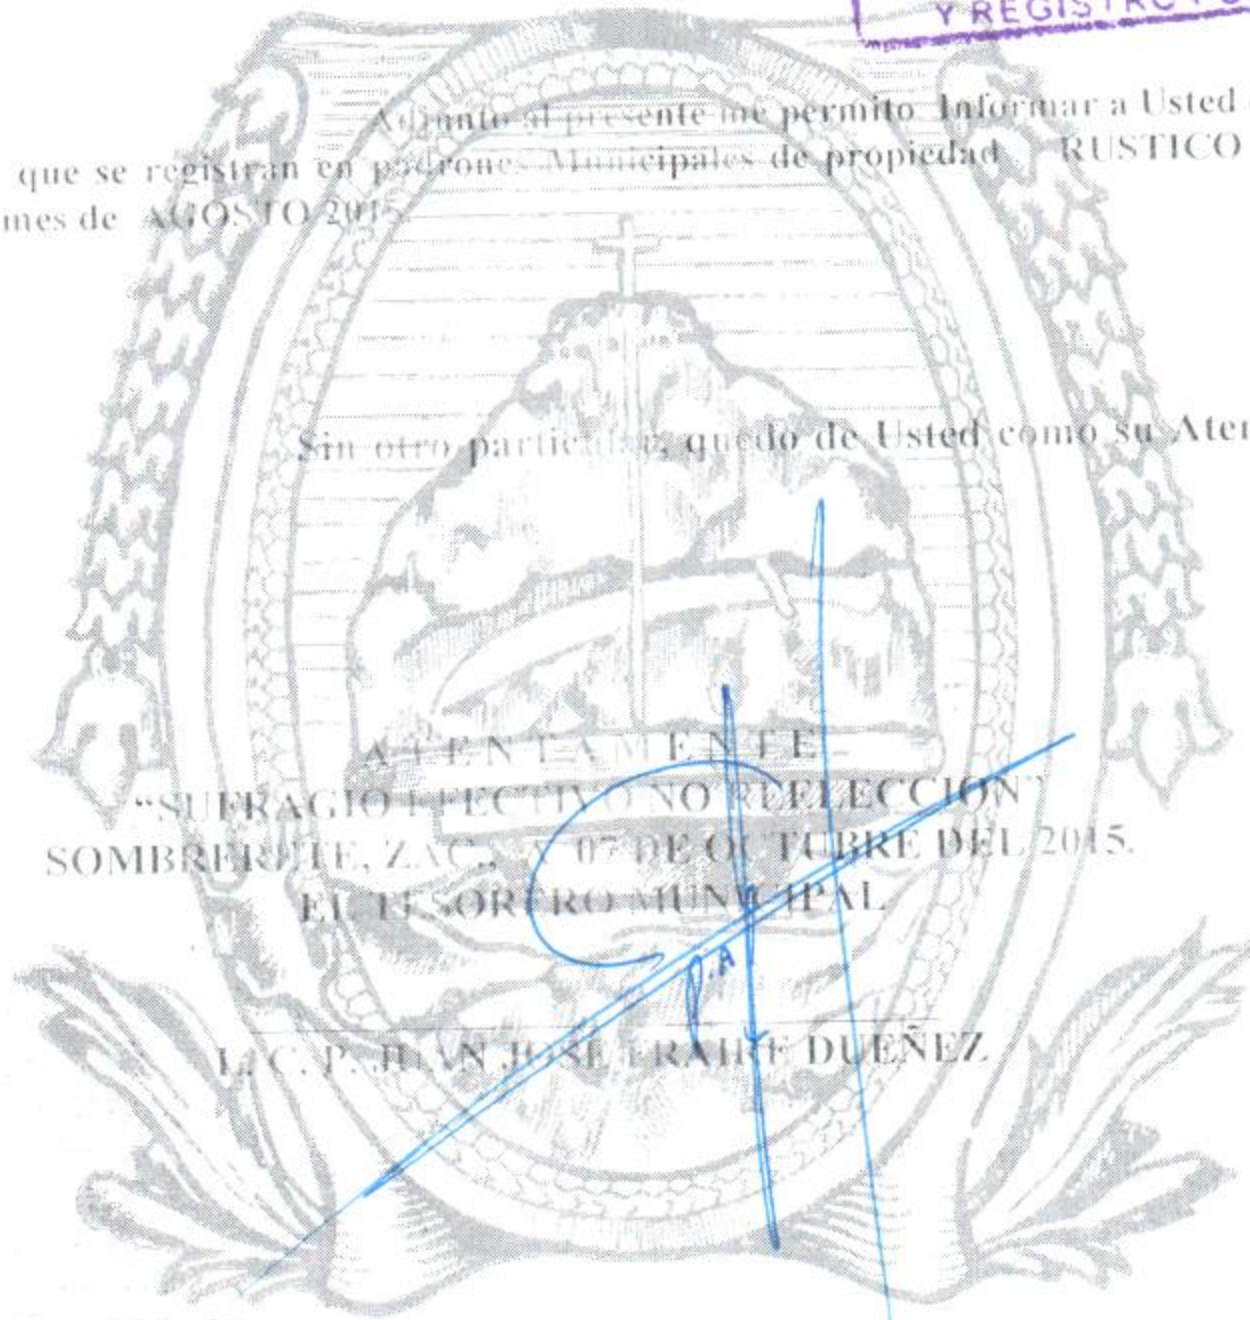 Y REGISTRO
Adjunto al presente me permito Informar a Usted
que se registran en padrones Municipales de propiedad RUSTICO
mes de AGOSTO 2015.
Sin otro particular, quedo de Usted como su
A T E N T A M E N T E
“SUFRAGIO EFECTIVO NO REELECCION”
SOMBRERETE, ZAC., A 07 DE OCTUBRE DEL 2015.
EL TESORERO MUNICIPAL
P.A
L. C. P. JUAN JOSE FRAIRE DUEÑEZ